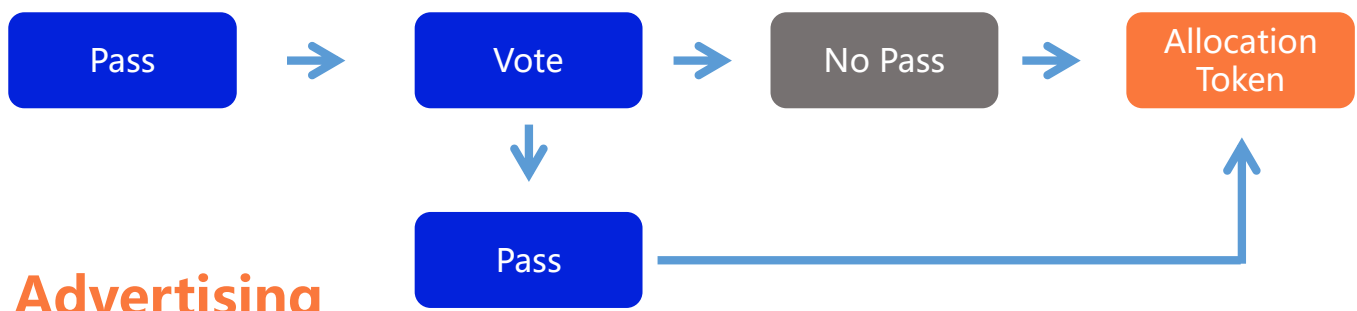 Pass
Vote
No Pass
Allocation
Token
Pass
Advertising